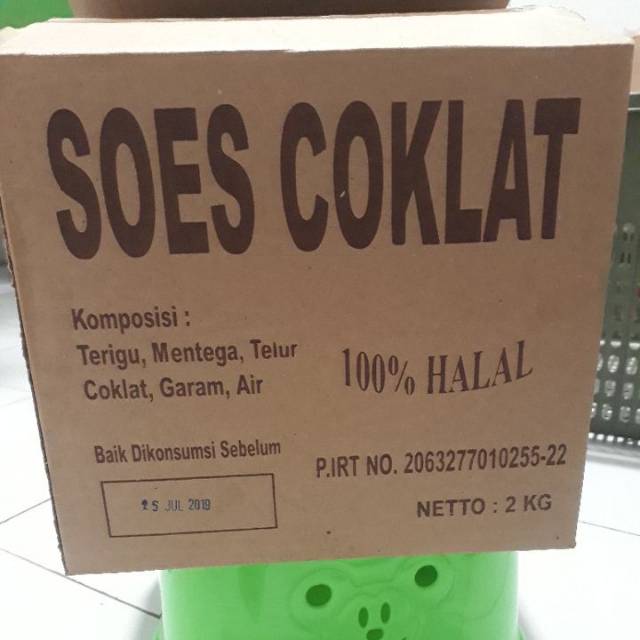 SOES COKLAT
Komposisi :
Terigu, Mentega, Telur
Coklat, Garam, Air
100% HALAL
Baik Dikonsumsi Sebelum
JUL 2019
P.IRT NO. 2063277010255-22
NETTO : 2 KG